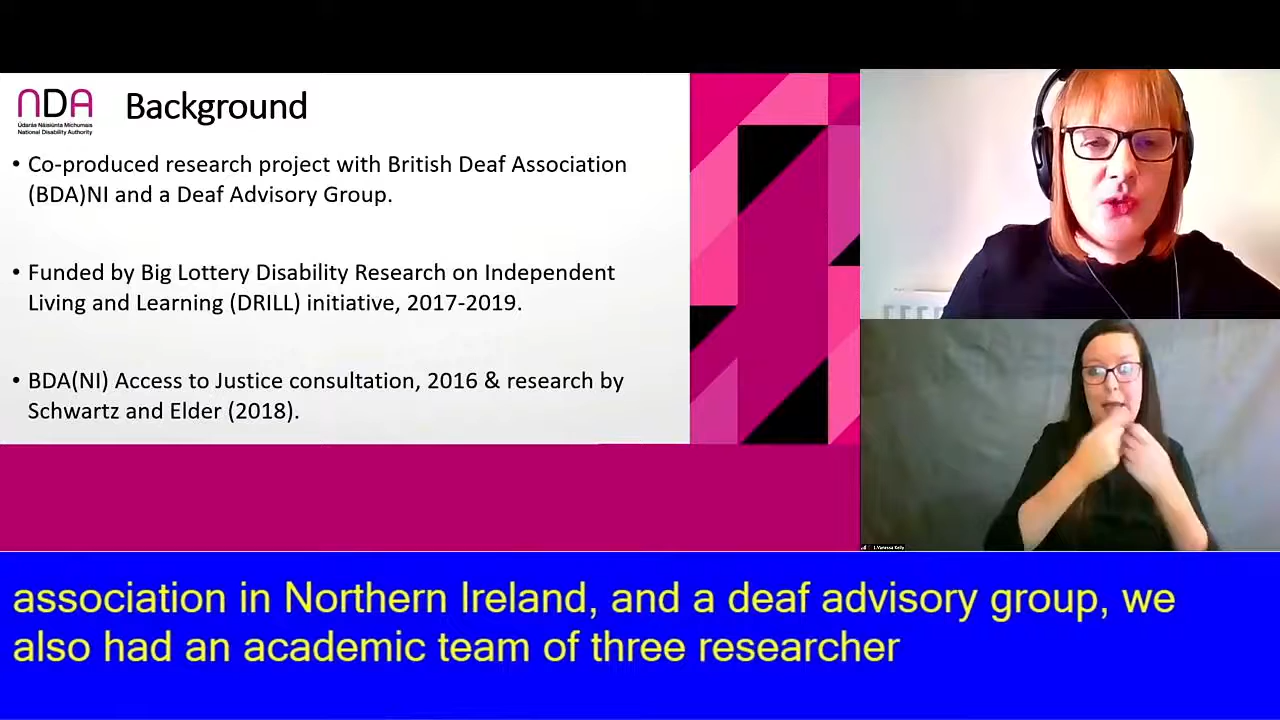 NDA
Údarás Náisiúnta Míchumais
National Disability Authority
Background
• Co-produced research project with British Deaf Association
(BDA)NI and a Deaf Advisory Group.
• Funded by Big Lottery Disability Research on Independent
Living and Learning (DRILL) initiative, 2017-2019.
• BDA(NI) Access to Justice consultation, 2016 & research by
Schwartz and Elder (2018).
Vanessa Kelly
association in Northern Ireland, and a deaf advisory group, we
also had an academic team of three researcher